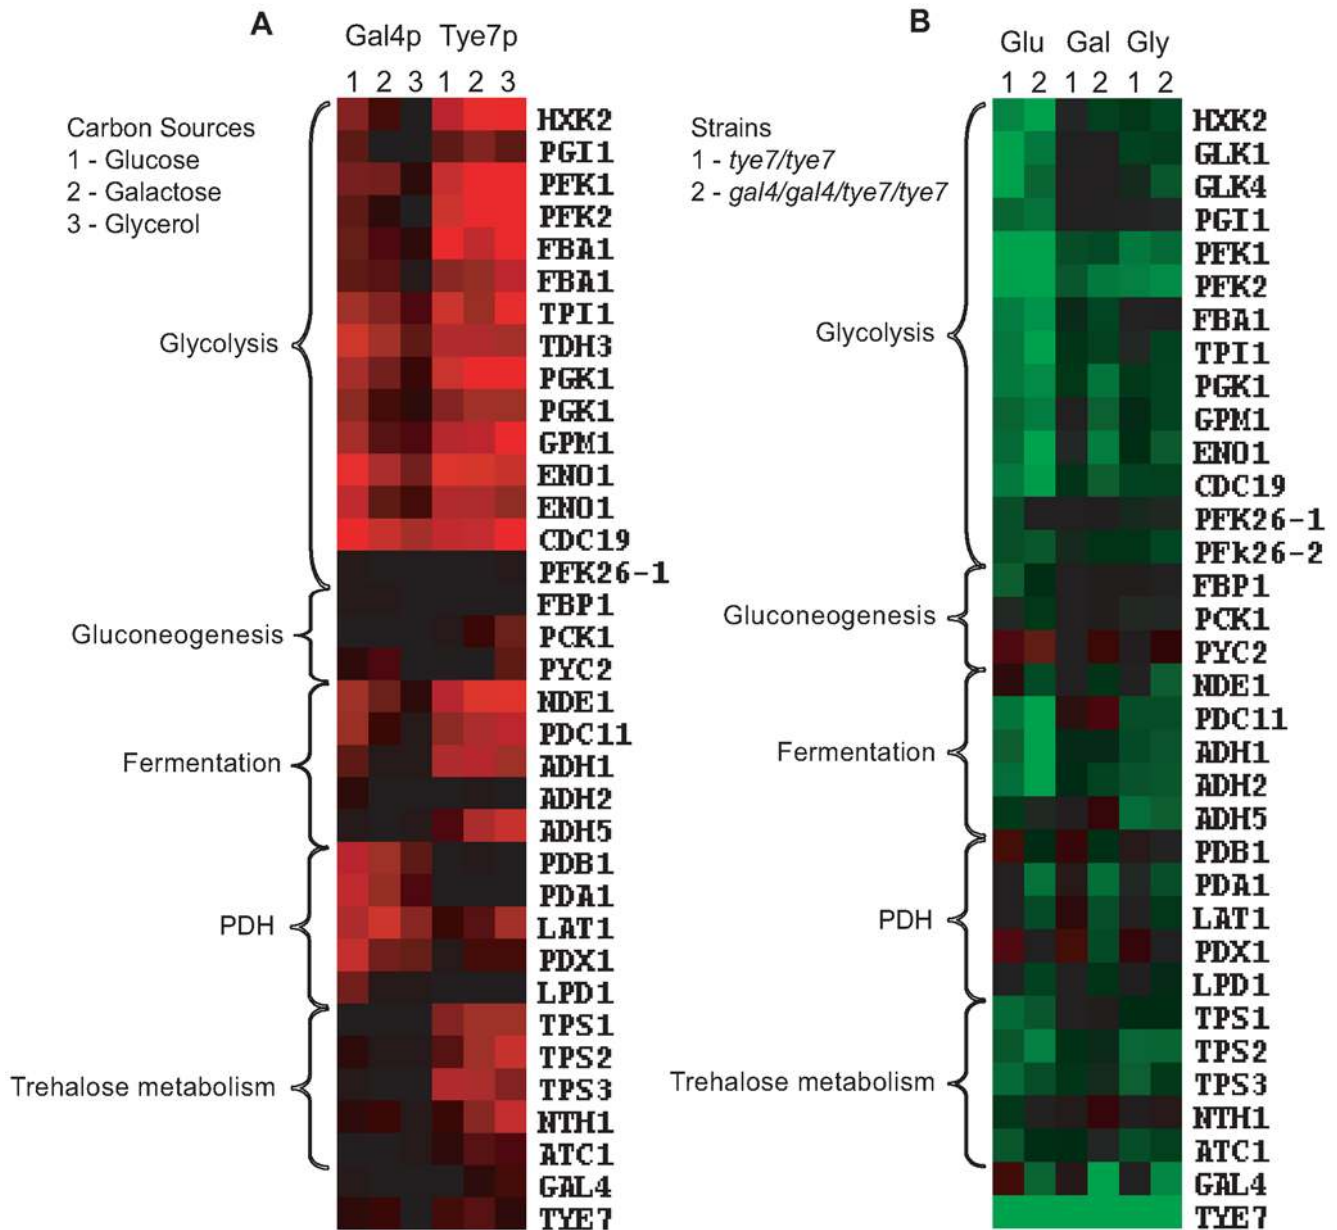 A
Gal4p Tye7p
1 2 3 1 2 3
Carbon Sources
1 - Glucose
2 - Galactose
3 - Glycerol
Glycolysis
Gluconeogenesis
Fermentation
PDH
Trehalose metabolism
HXK2
PGI1
PFK1
PFK2
FBA1
FBA1
TPI1
TDH3
PGK1
PGK1
GPM1
ENO1
ENO1
CDC19
PFK26-1
FBP1
PCK1
PYC2
NDE1
PDC11
ADH1
ADH2
ADH5
PDB1
PDA1
LAT1
PDX1
LPD1
TPS1
TPS2
TPS3
NTH1
ATC1
GAL4
TYE7
B
Glu Gal Gly
1 2 1 2 1 2
Strains
1 - tye7/tye7
2 - gal4/gal4/tye7/tye7
Glycolysis
Gluconeogenesis
Fermentation
PDH
Trehalose metabolism
HXK2
GLK1
GLK4
PGI1
PFK1
PFK2
FBA1
TPI1
PGK1
GPM1
ENO1
CDC19
PFK26-1
PFk26-2
FBP1
PCK1
PYC2
NDE1
PDC11
ADH1
ADH2
ADH5
PDB1
PDA1
LAT1
PDX1
LPD1
TPS1
TPS2
TPS3
NTH1
ATC1
GAL4
TYE7